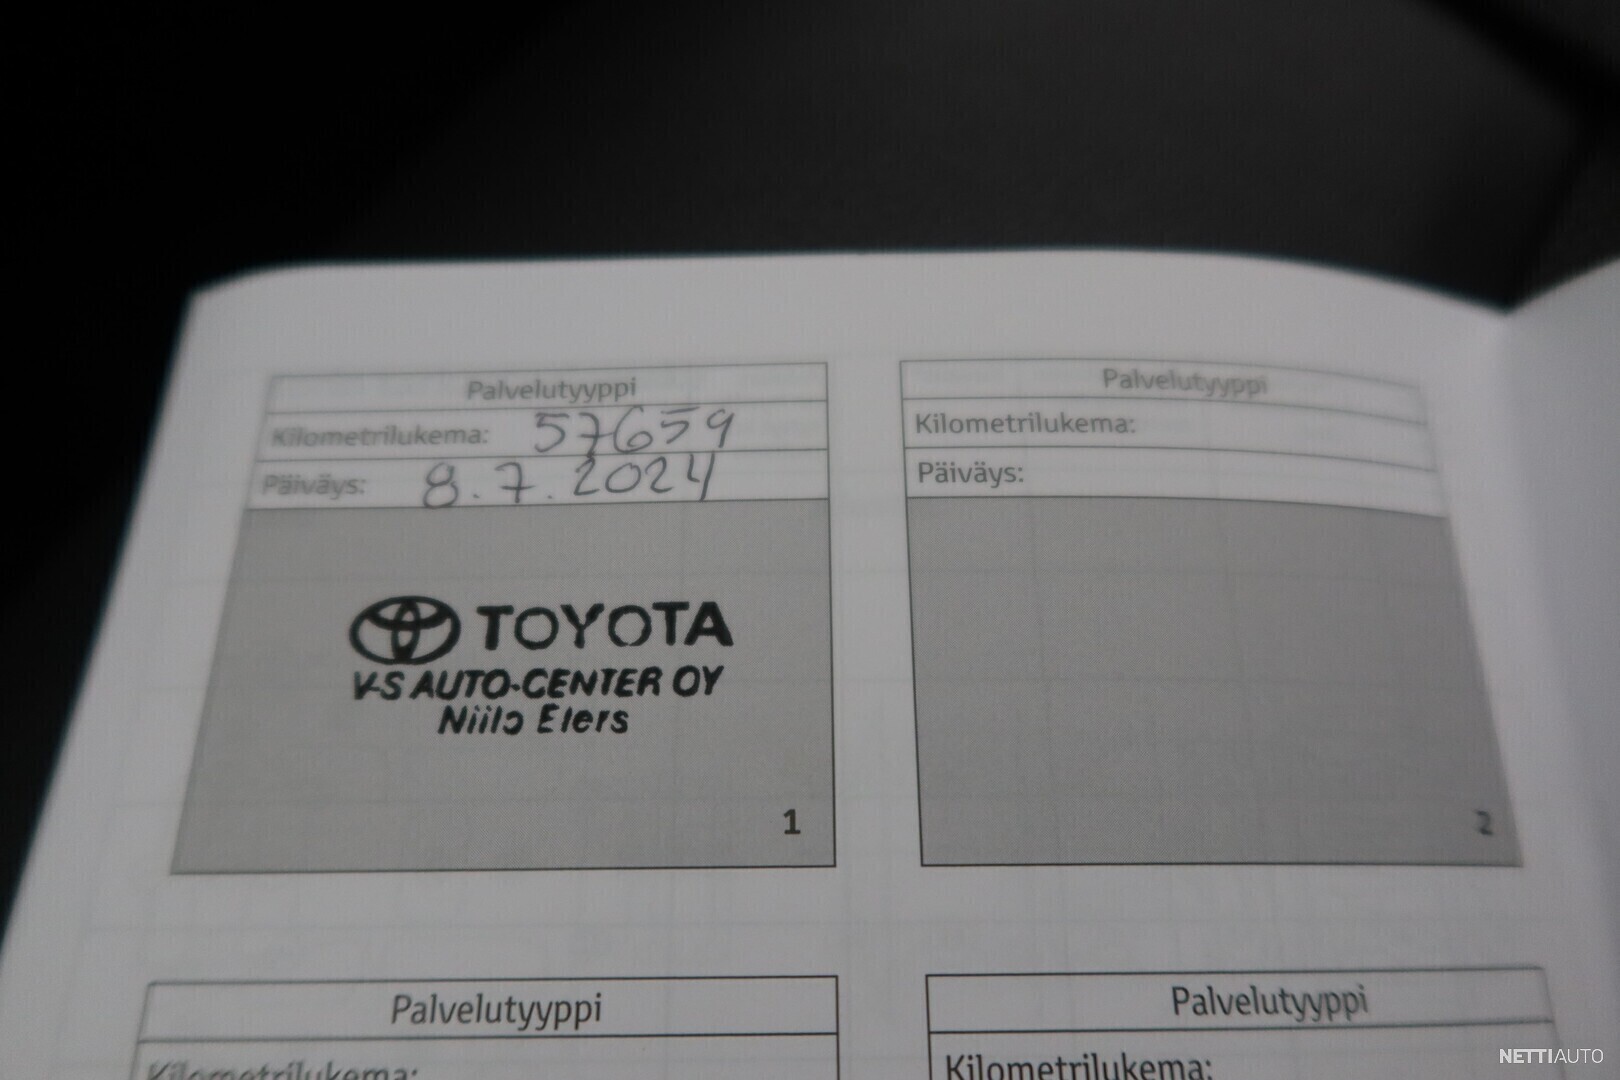 Palvelutyyppi
Kilometrilukema: 57659
Päiväys: 8.7.2024
TOYOTA
V-S AUTO-CENTER OY
Niilo Elers
1
Palvelutyyppi
Kilometrilukema:
Päiväys:
2
Palvelutyyppi
Kilometrilukema:
Palvelutyyppi
Kilometrilukema:
NETTIAUTO